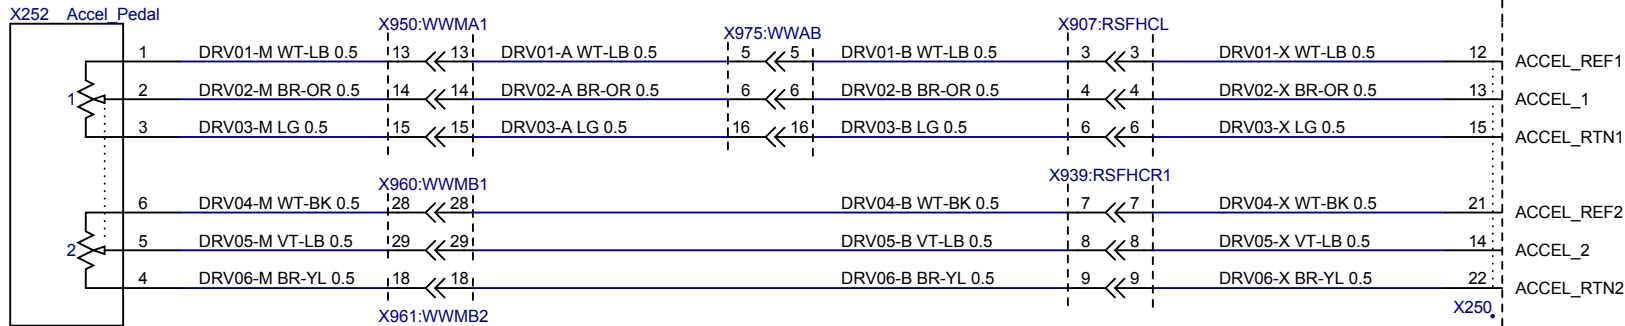 X252 Accel_Pedal
X950:WWMA1
X975:WWAB
X907:RSFHCL
1 DRV01-M WT-LB 0.5 13 13 DRV01-A WT-LB 0.5 5 5 DRV01-B WT-LB 0.5 3 3 DRV01-X WT-LB 0.5 12 ACCEL_REF1
1 2 DRV02-M BR-OR 0.5 14 14 DRV02-A BR-OR 0.5 6 6 DRV02-B BR-OR 0.5 4 4 DRV02-X BR-OR 0.5 13 ACCEL_1
3 DRV03-M LG 0.5 15 15 DRV03-A LG 0.5 16 16 DRV03-B LG 0.5 6 6 DRV03-X LG 0.5 15 ACCEL_RTN1
X960:WWMB1
X939:RSFHCR1
6 DRV04-M WT-BK 0.5 28 28 DRV04-B WT-BK 0.5 7 7 DRV04-X WT-BK 0.5 21 ACCEL_REF2
2 5 DRV05-M VT-LB 0.5 29 29 DRV05-B VT-LB 0.5 8 8 DRV05-X VT-LB 0.5 14 ACCEL_2
4 DRV06-M BR-YL 0.5 18 18 DRV06-B BR-YL 0.5 9 9 DRV06-X BR-YL 0.5 22 ACCEL_RTN2
X961:WWMB2
X250